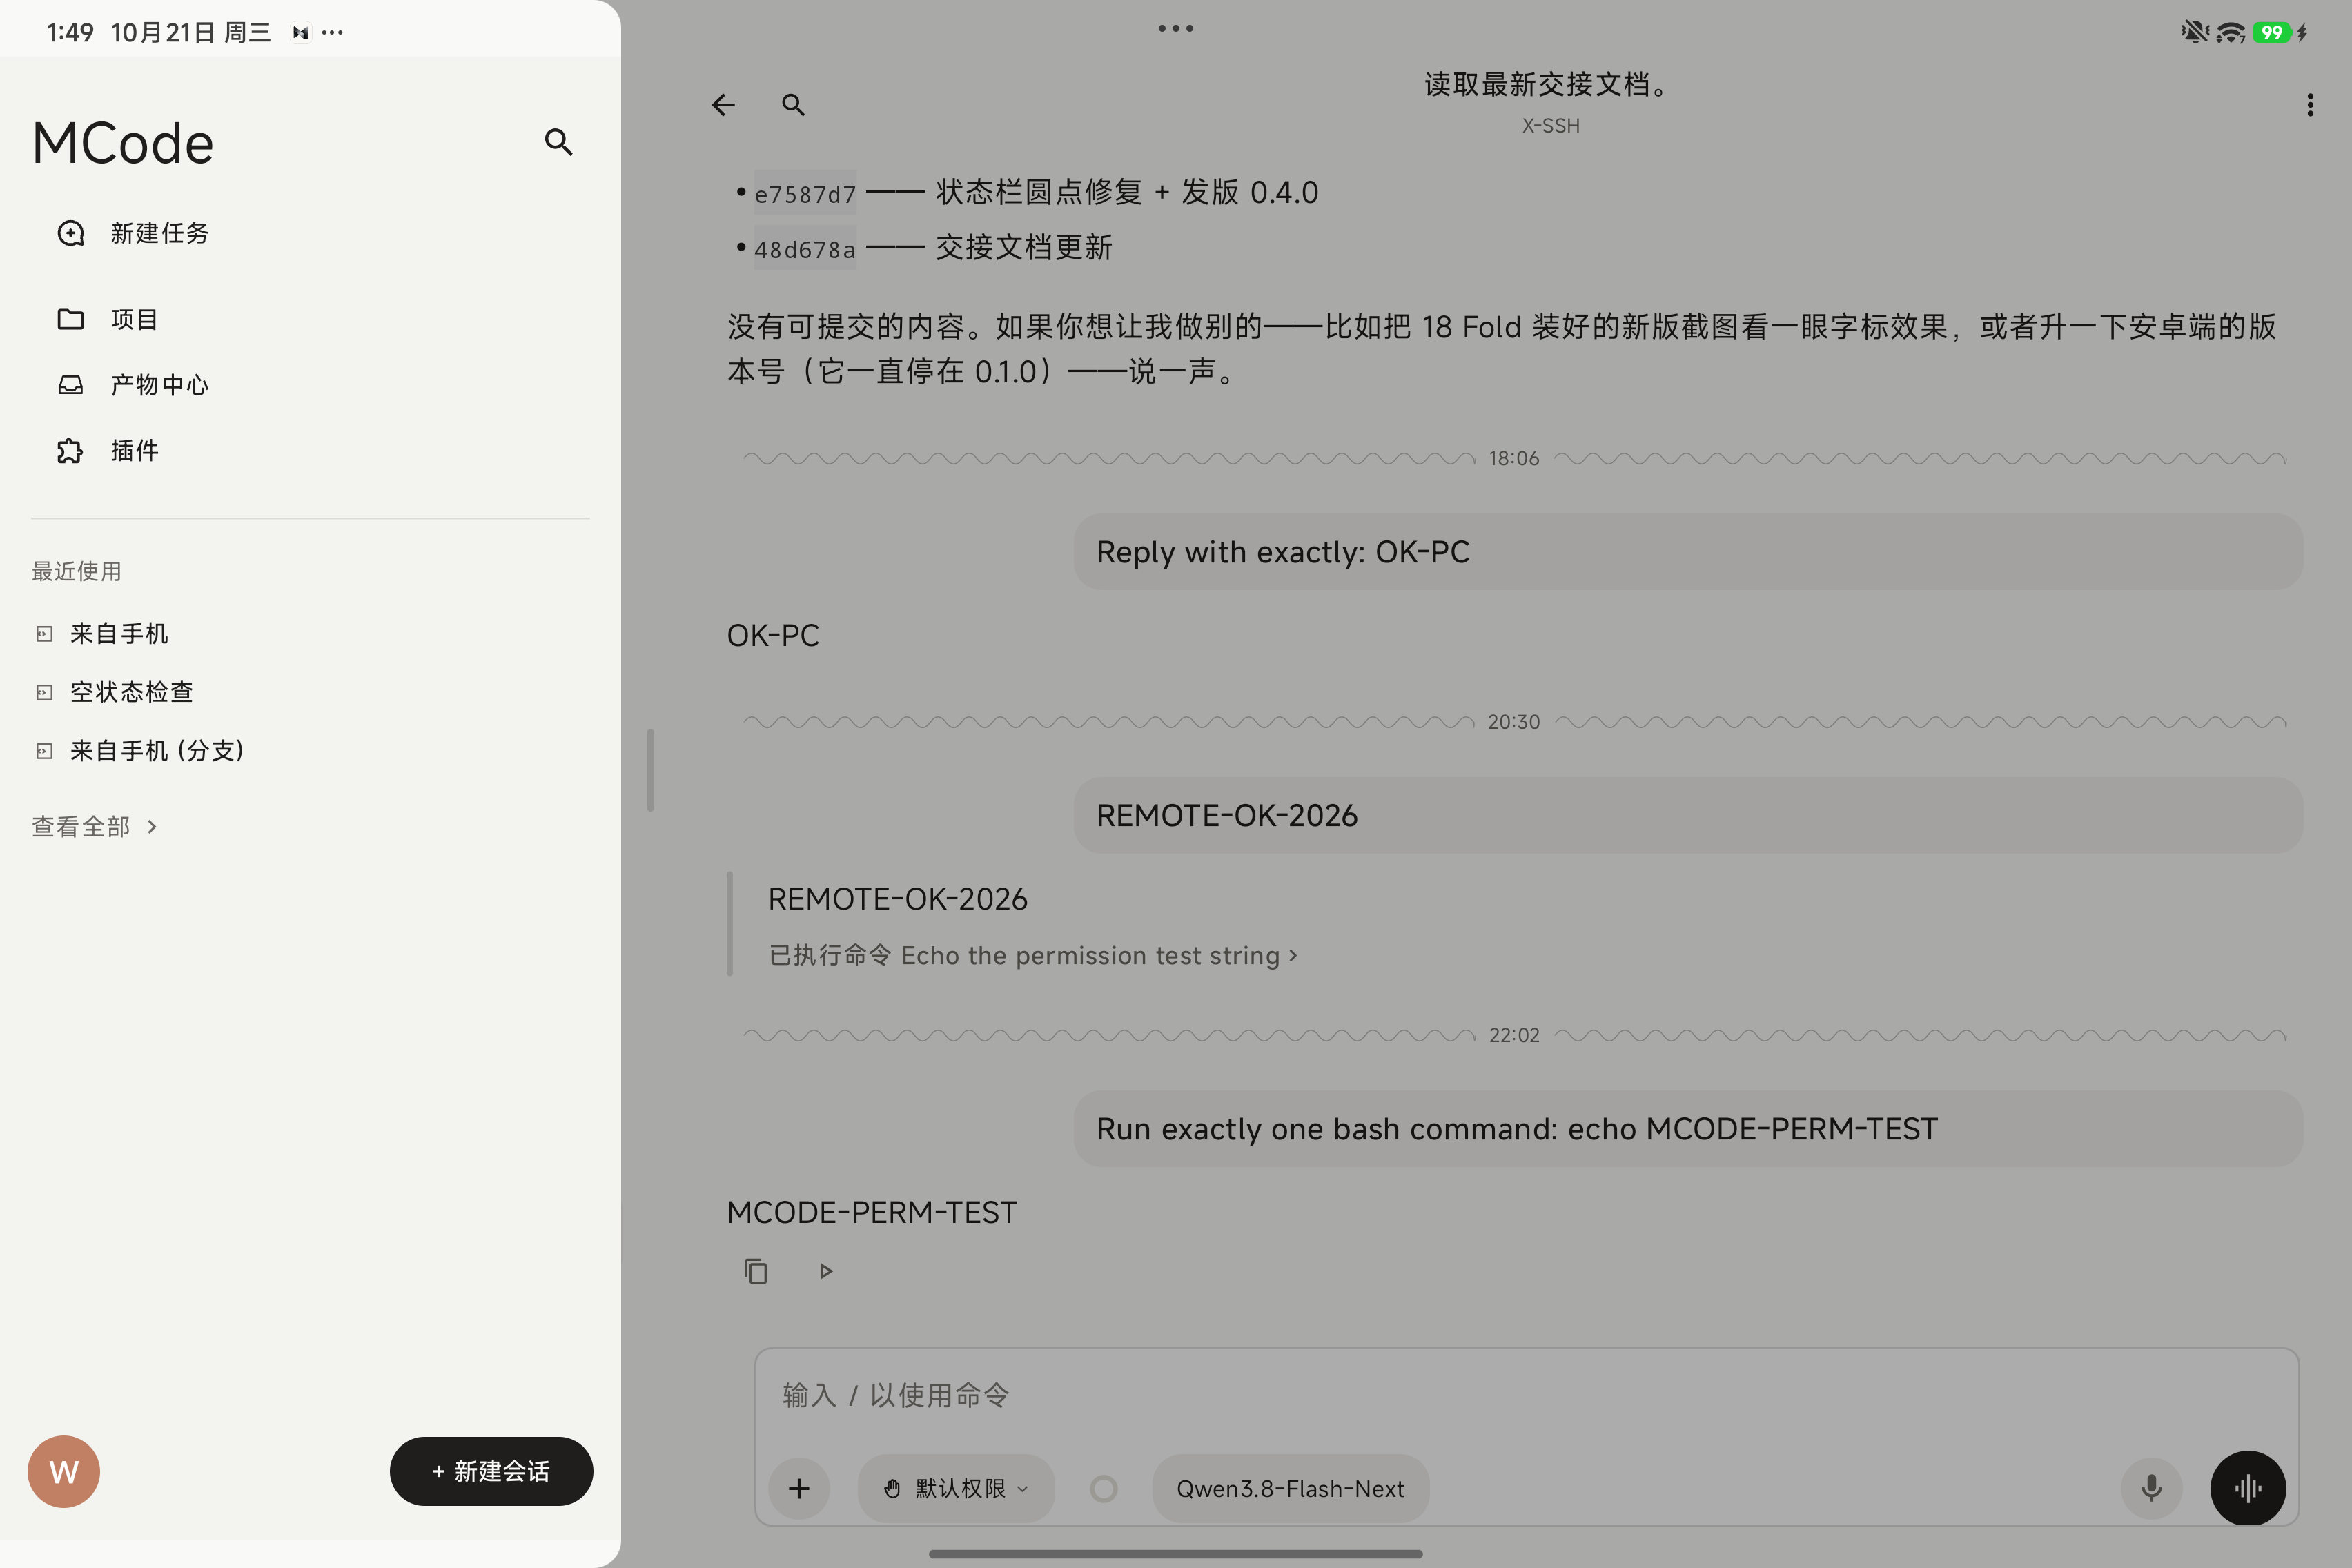 1:49 10月21日 周三
99
MCode
新建任务
项目
产物中心
插件
最近使用
来自手机
空状态检查
来自手机 (分支)
查看全部
W
+ 新建会话
读取最新交接文档。
X-SSH
• e7587d7 —— 状态栏圆点修复 + 发版 0.4.0
• 48d678a —— 交接文档更新
没有可提交的内容。如果你想让我做别的——比如把 18 Fold 装好的新版截图看一眼字标效果，或者升一下安卓端的版
本号（它一直停在 0.1.0）——说一声。
18:06
Reply with exactly: OK-PC
OK-PC
20:30
REMOTE-OK-2026
REMOTE-OK-2026
已执行命令 Echo the permission test string
22:02
Run exactly one bash command: echo MCODE-PERM-TEST
MCODE-PERM-TEST
输入 / 以使用命令
默认权限
Qwen3.8-Flash-Next